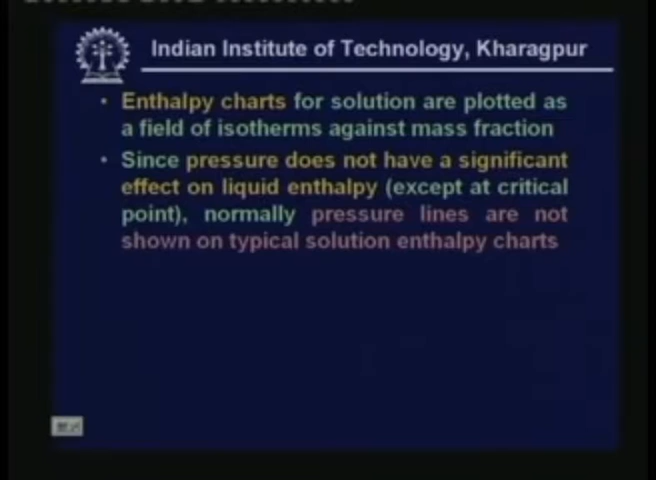 Indian Institute of Technology, Kharagpur
• Enthalpy charts for solution are plotted as
a field of isotherms against mass fraction
• Since pressure does not have a significant
effect on liquid enthalpy (except at critical
point), normally pressure lines are not
shown on typical solution enthalpy charts